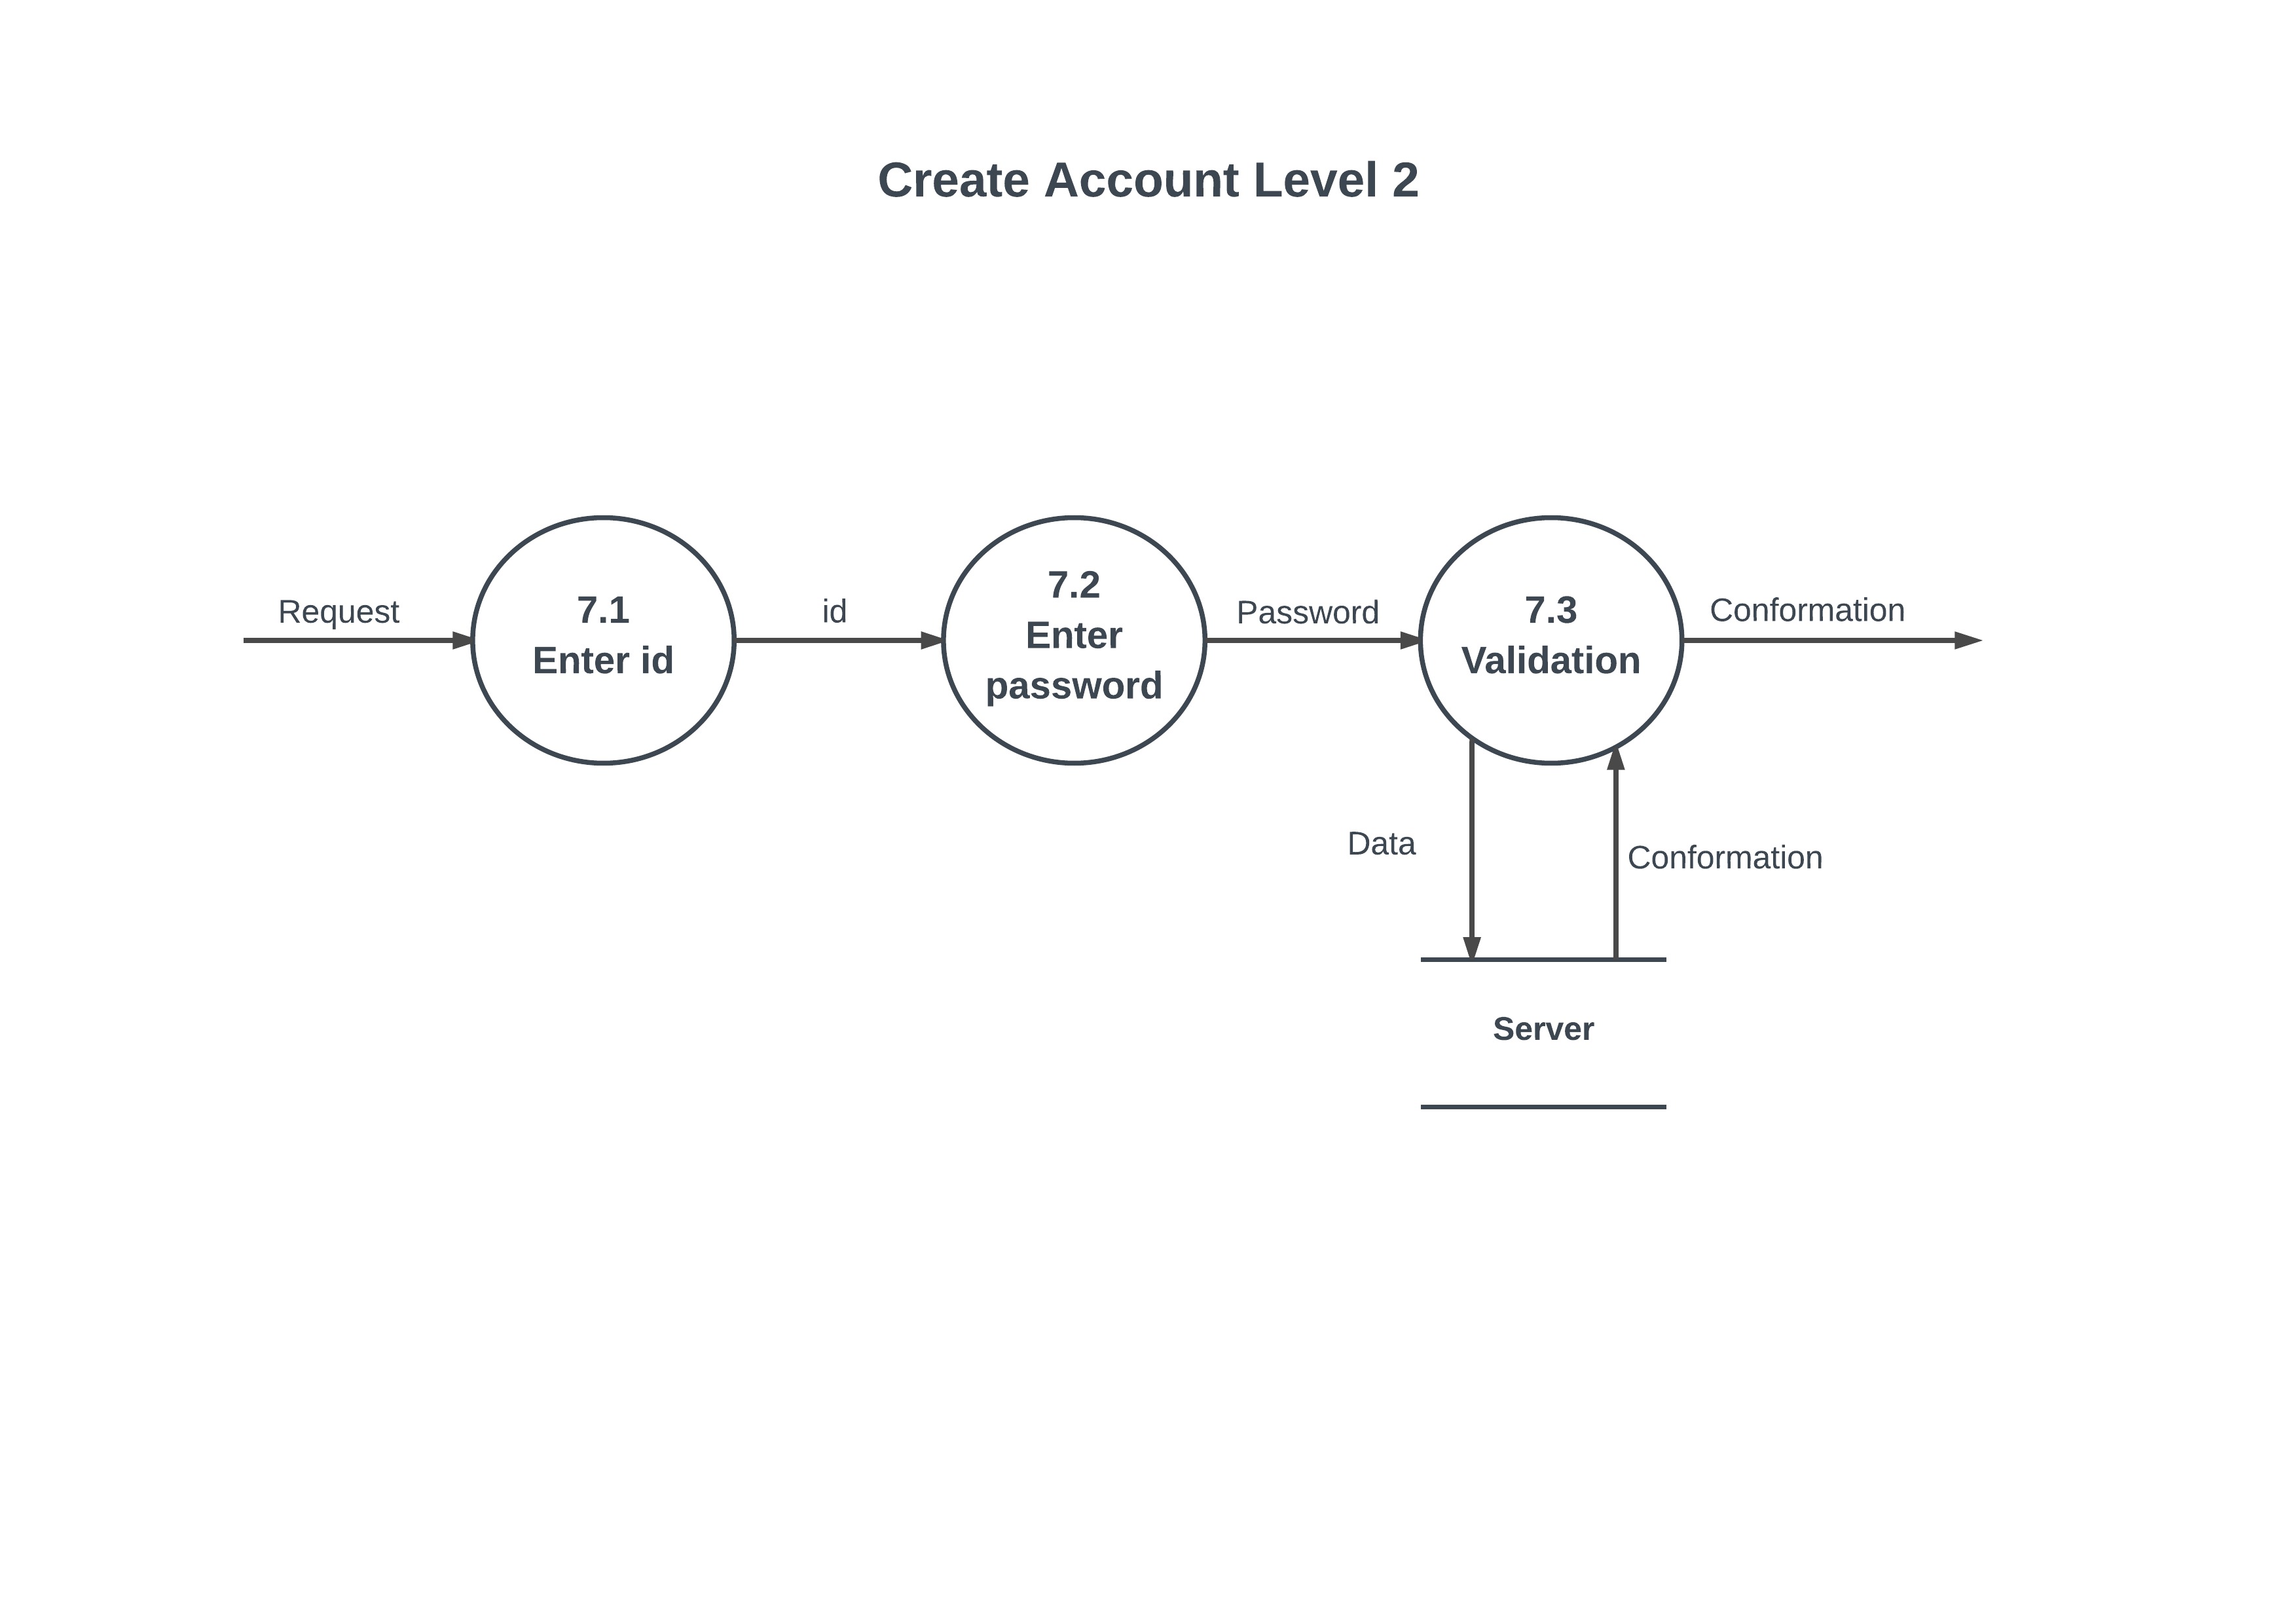 Create Account Level 2
Request
7.1
Enter id
id
7.2
Enter
password
Password
7.3
Validation
Conformation
Data
Conformation
Server